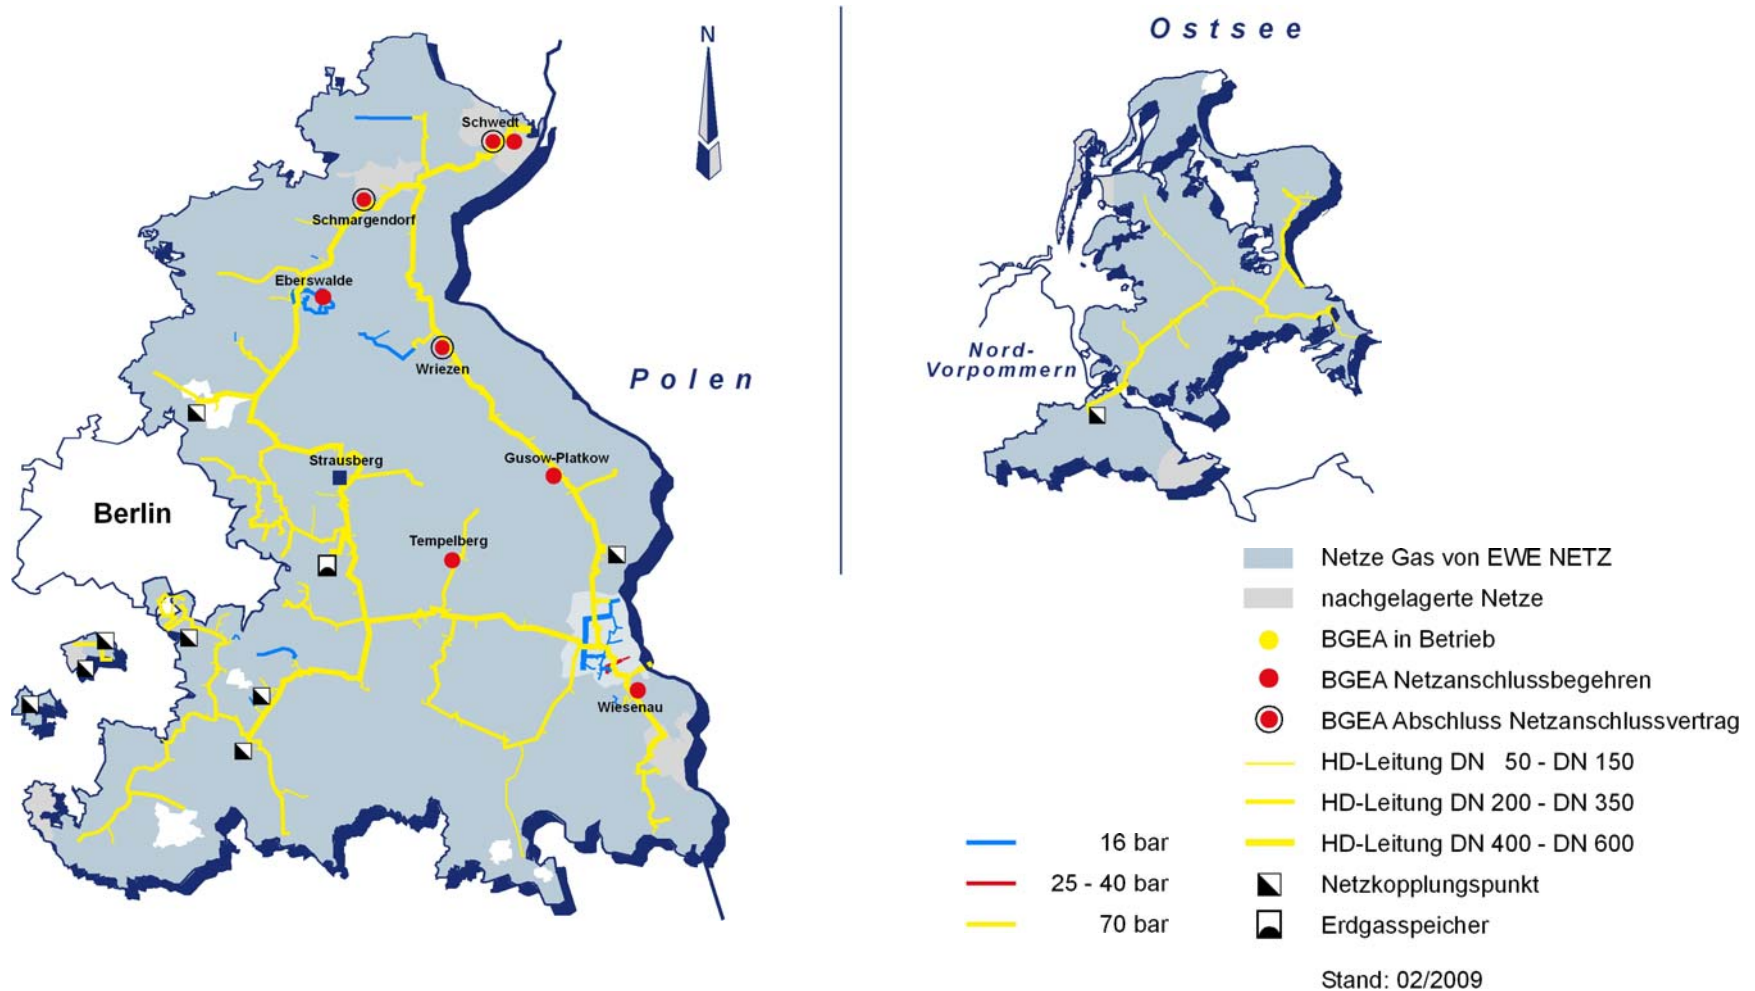 N
Schwedt
Schmargendorf
Eberswalde
Wriezen
Polen
Strausberg
Gusow-Platkow
Berlin
Tempelberg
Wiesenau
Ostsee
Nord-
Vorpommern
16 bar
25 - 40 bar
70 bar
Netze Gas von EWE NETZ
nachgelagerte Netze
BGEA in Betrieb
BGEA Netzanschlussbegehren
BGEA Abschluss Netzanschlussvertrag
HD-Leitung DN 50 - DN 150
HD-Leitung DN 200 - DN 350
HD-Leitung DN 400 - DN 600
Netzkopplungspunkt
Erdgasspeicher
Stand: 02/2009